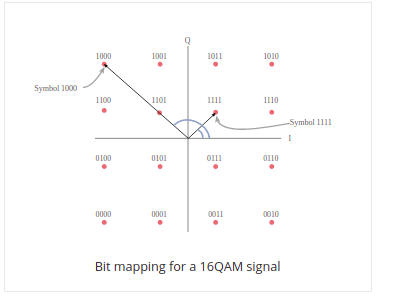 Q
1000 1001 1011 1010
Symbol 1000
1100 1101 1111 1110
Symbol 1111
I
0100 0101 0111 0110
0000 0001 0011 0010
Bit mapping for a 16QAM signal